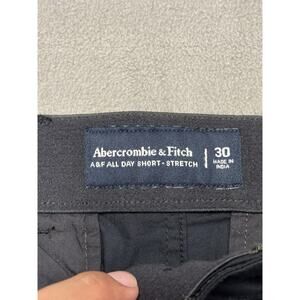 Abercrombie & Fitch
A&F ALL DAY SHORT • STRETCH
30
MADE IN
INDIA